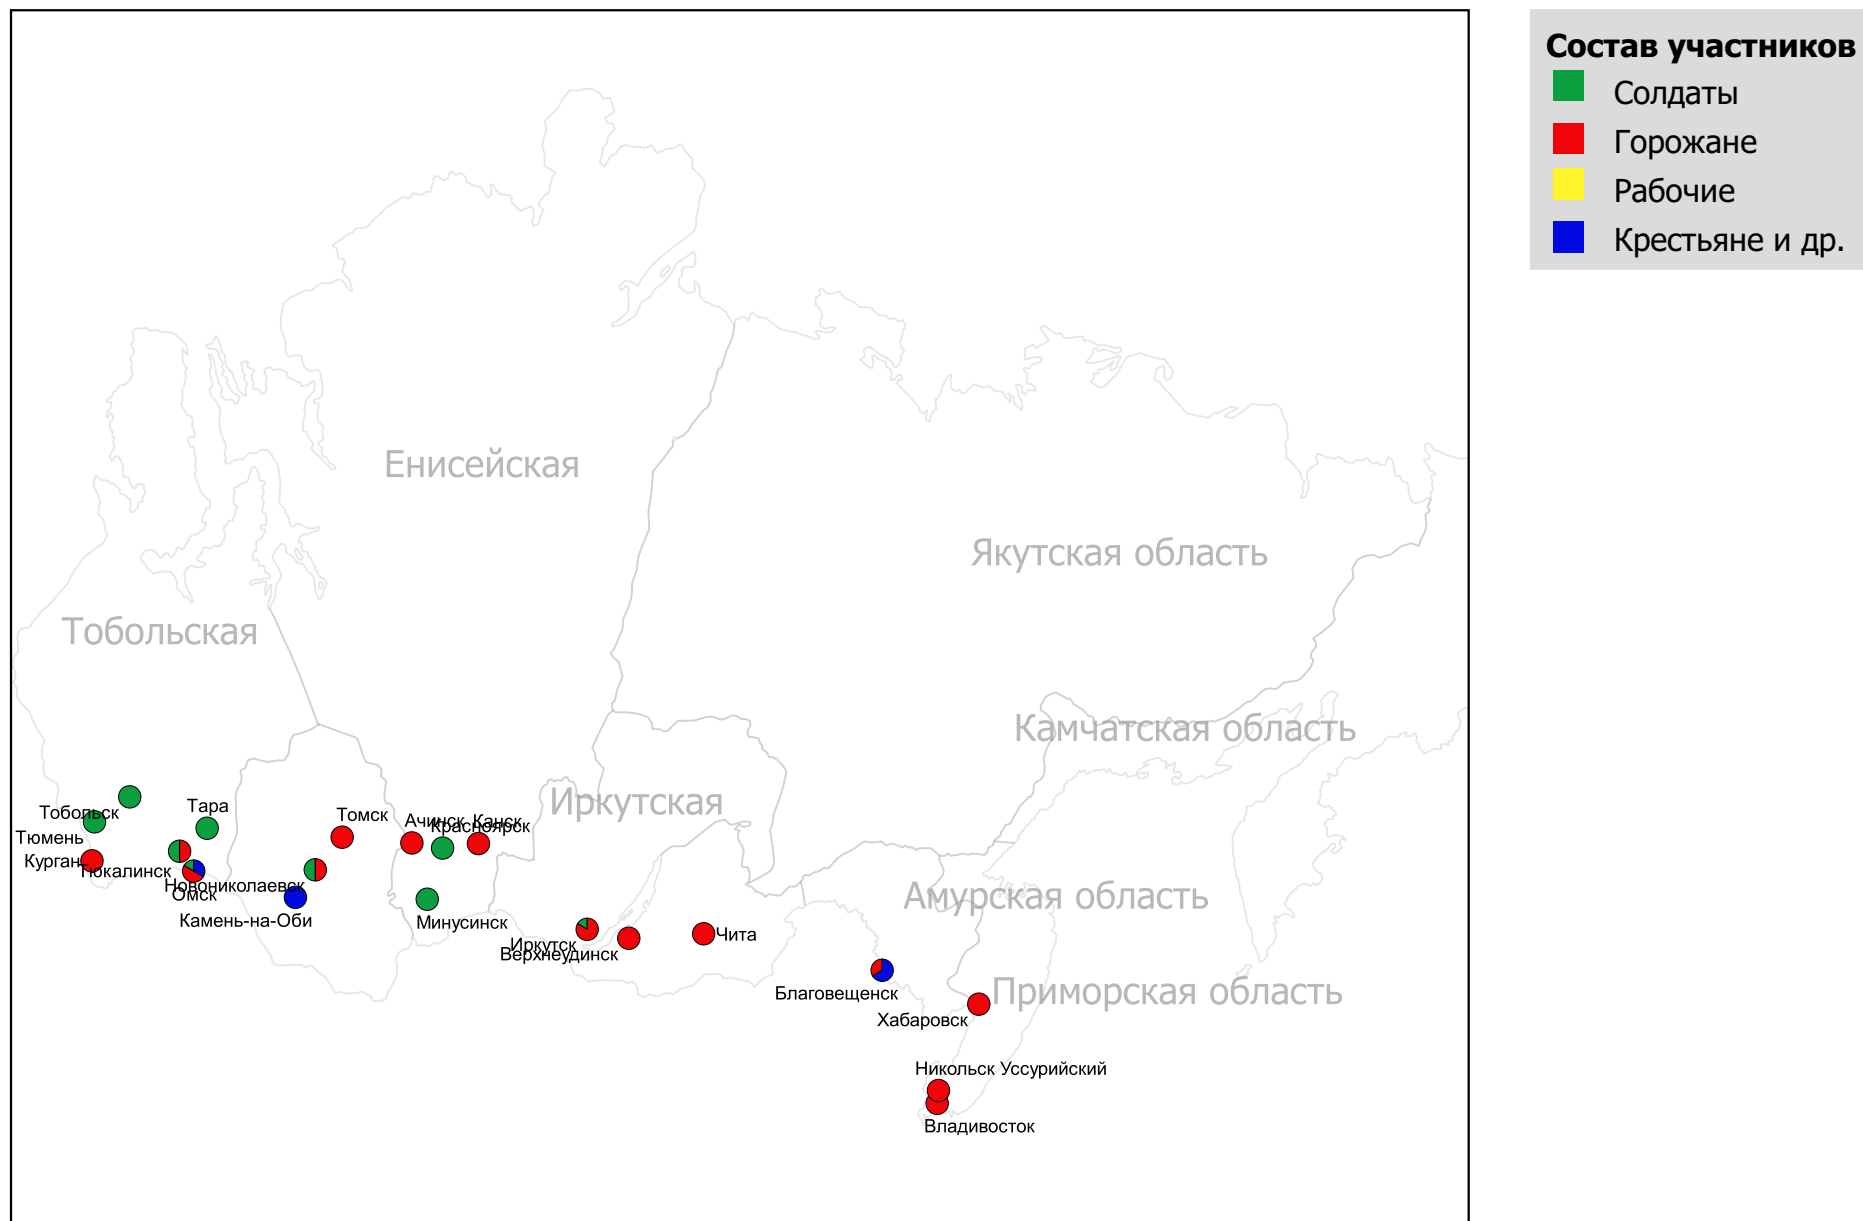 Состав участников
Солдаты
Горожане
Рабочие
Крестьяне и др.
Енисейская
Якутская область
Тобольская
Камчатская область
Иркутская
Тобольск
Тара
Томск
Ачинск
Канск
Красноярск
Тюмень
Курган
Тюкалинск
Новониколаевск
Омск
Камень-на-Оби
Минусинск
Амурская область
Иркутск
Верхнеудинск
Чита
Благовещенск
Приморская область
Хабаровск
Никольск Уссурийский
Владивосток